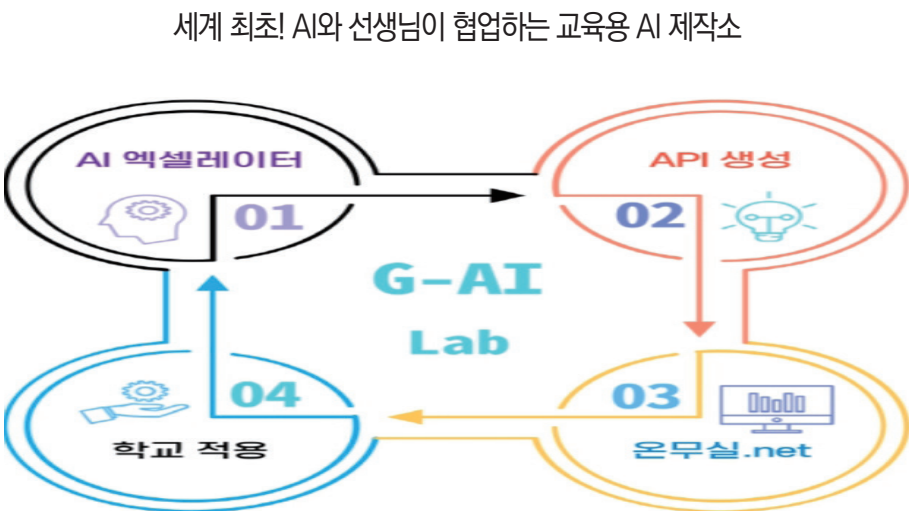 세계 최초! AI와 선생님이 협업하는 교육용 AI 제작소
AI 엑셀레이터
01
API 생성
02
G-AI
Lab
04
학교 적용
03
온무실.net